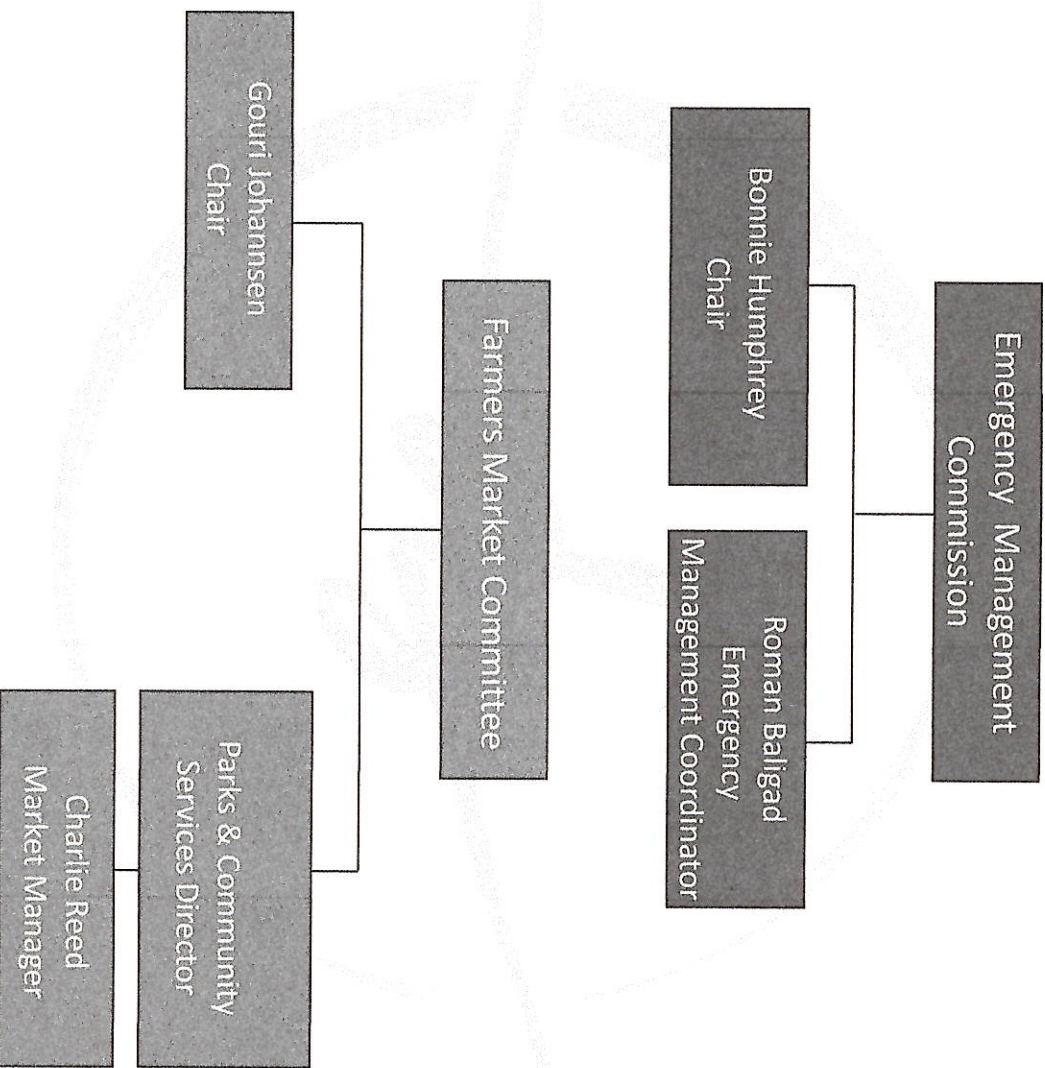 Emergency Management
Commission
Bonnie Humphrey
Chair
Roman Baligad
Emergency
Management Coordinator
Farmers Market Committee
Gouri Johannsen
Chair
Parks & Community
Services Director
Charlie Reed
Market Manager